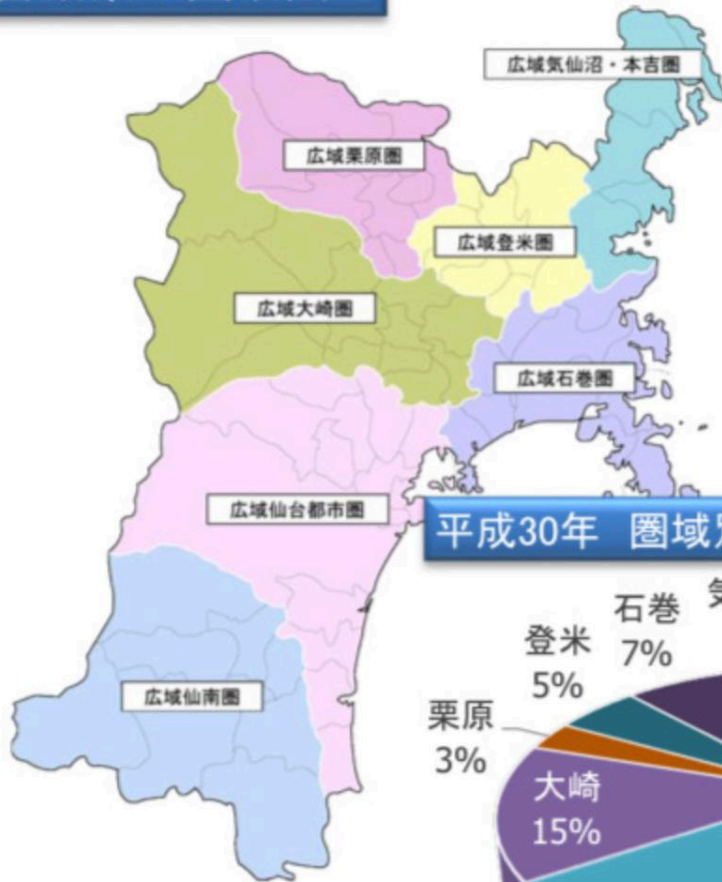 広域気仙沼・本吉圏
広域栗原圏
広域登米圏
広域大崎圏
広域石巻圏
広域仙台都市圏
平成30年 圏域
石巻
7%
登米
5%
栗原
3%
広域仙南圏
大崎
15%